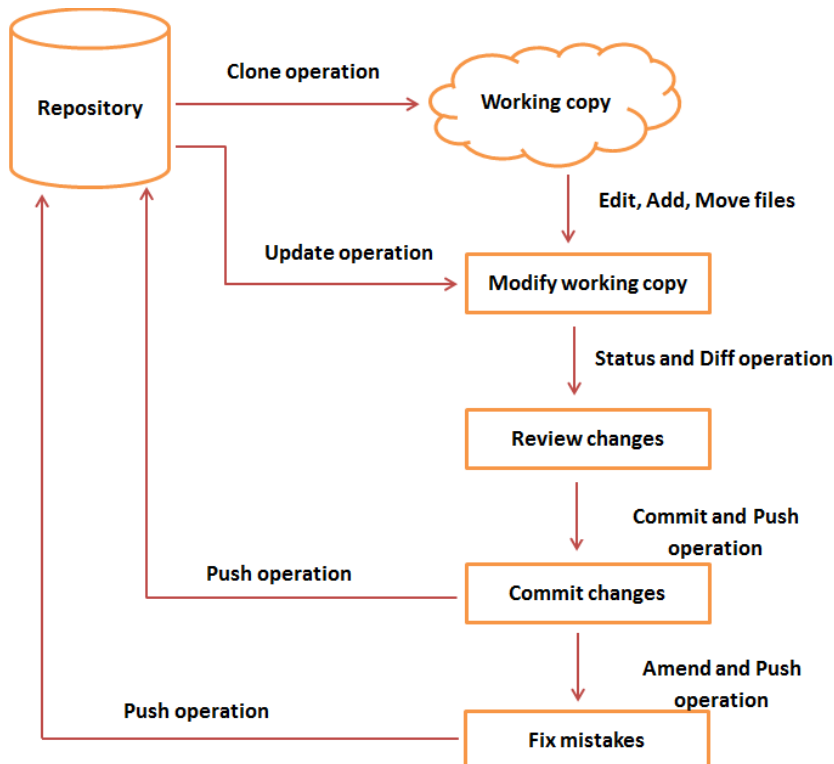 Clone operation
Repository
Working copy
Edit, Add, Move files
Update operation
Modify working copy
Status and Diff operation
Review changes
Commit and Push
operation
Push operation
Commit changes
Amend and Push
operation
Push operation
Fix mistakes